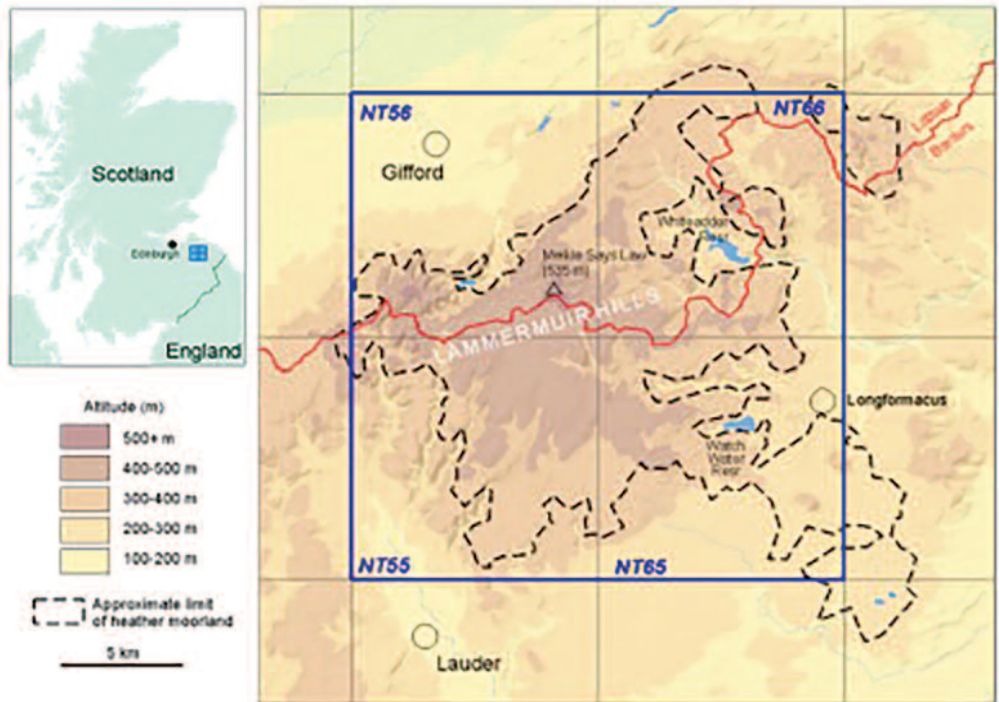 Scotland
Edinburgh
England
Altitude (m)
500+ m
400-500 m
300-400 m
200-300 m
100-200 m
Approximate limit
of heather moorland
5 km
NT56
NT66
Lothian
Borders
Gifford
Whiteadder
Resr
Meikle Says Law
(535 m)
LAMMERMUIR HILLS
Longformacus
Watch
Water
Resr
NT55
NT65
Lauder